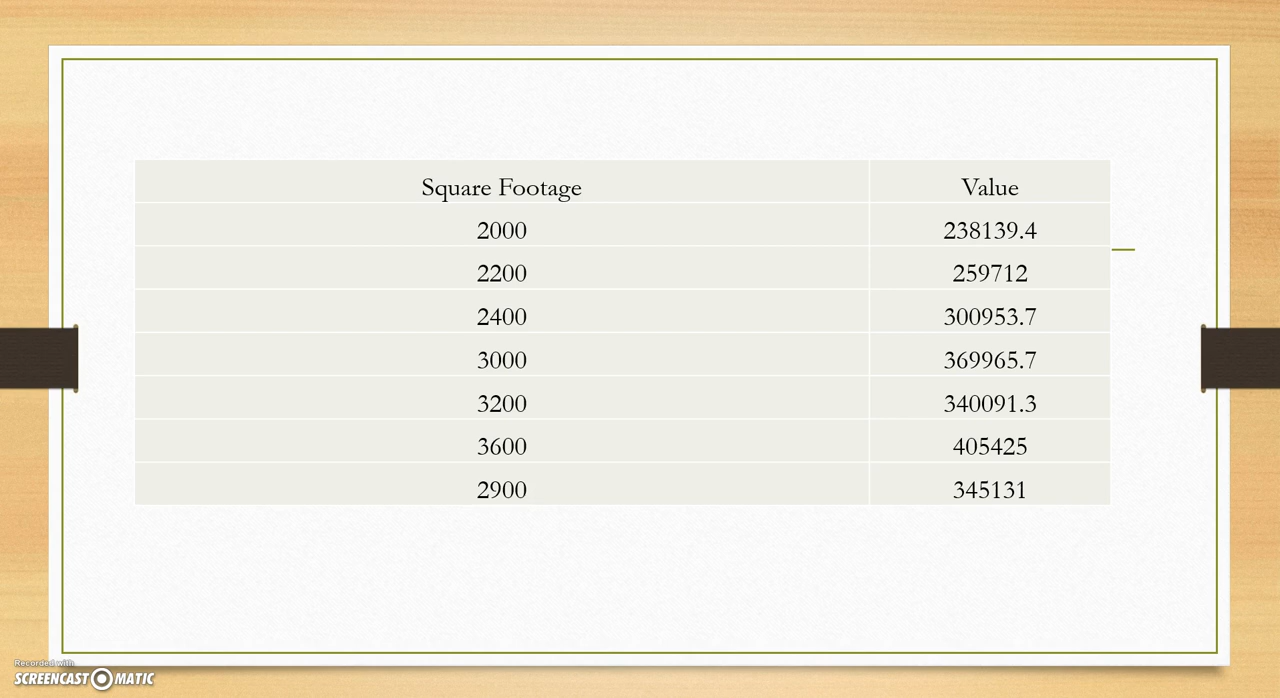 Square Footage Value
2000 238139.4
2200 259712
2400 300953.7
3000 369965.7
3200 340091.3
3600 405425
2900 345131
Recorded with
SCREENCAST MATIC